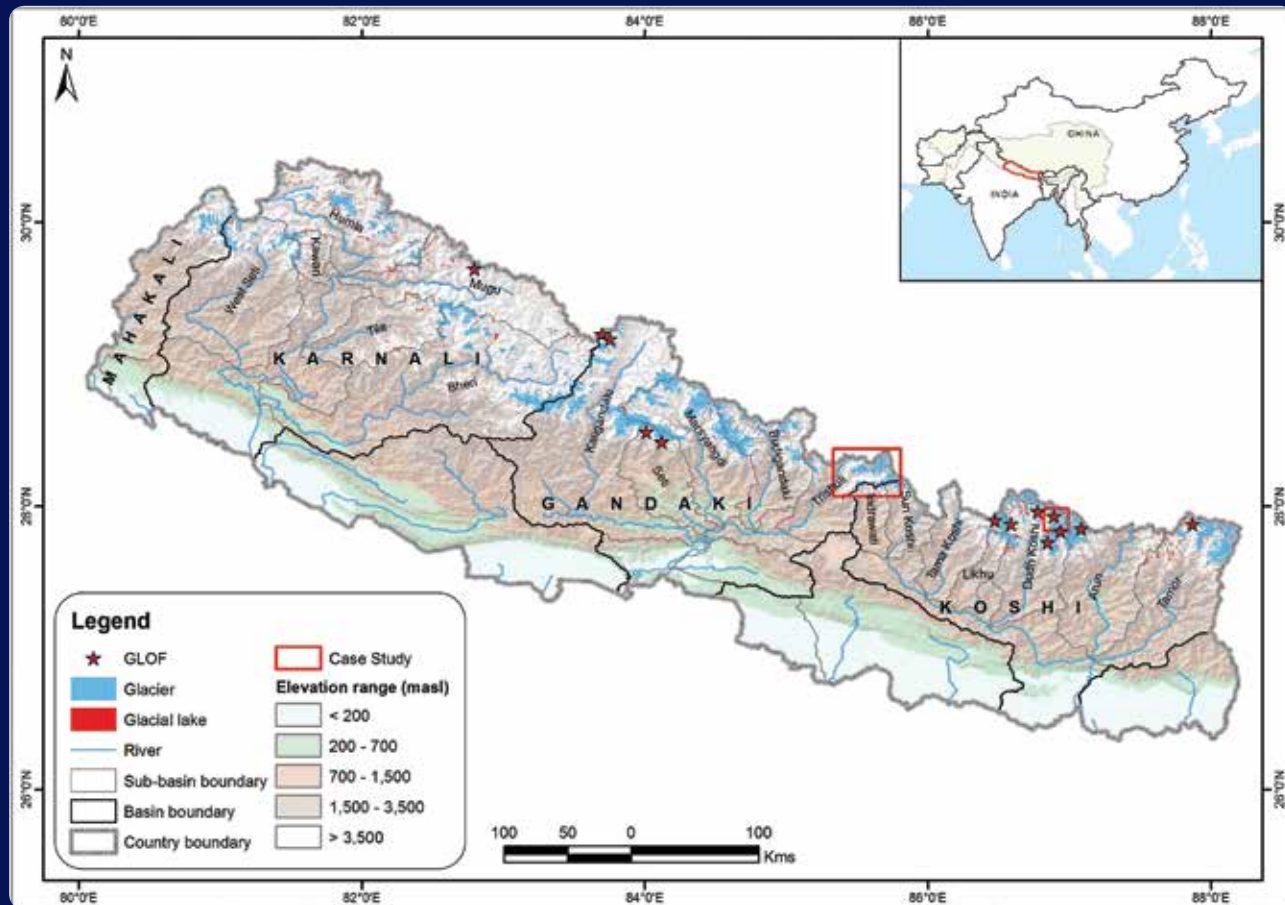 80°0'E 82°0'E 84°0'E 86°0'E 88°0'E
N
CHINA
INDIA
30°0'N 30°0'N
Humla
Kawari
West Seti
Mugu
MAHAKALI
Tila
KARNALI
Bheri
Kaligandaki
Marsyangdi
Budigandaki
Seti
Trishuli
GANDAKI
Indrawati
Sun Koshi
28°0'N 28°0'N
Tama Koshi
Likhu
Dudh Koshi
Arun
Tamor
KOSHI
Legend
GLOF
Glacier
Glacial lake
River
Sub-basin boundary
Basin boundary
Country boundary
Case Study
Elevation range (masl)
< 200
200 - 700
700 - 1,500
1,500 - 3,500
> 3,500
26°0'N 26°0'N
100 50 0 100
Kms
80°0'E 82°0'E 84°0'E 86°0'E 88°0'E